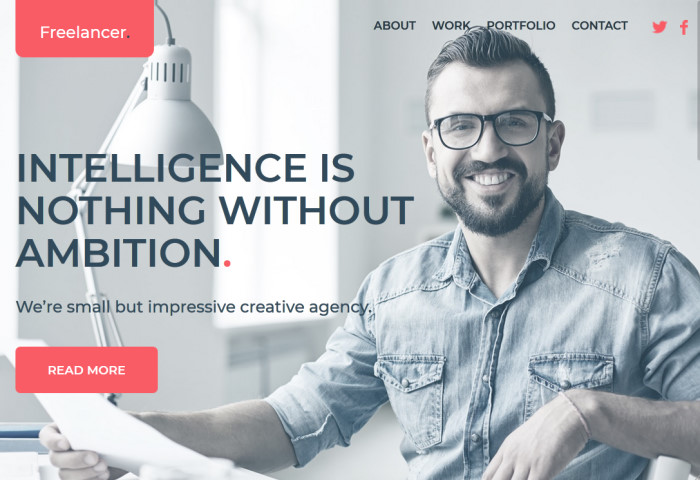 Freelancer.
ABOUT WORK PORTFOLIO CONTACT
INTELLIGENCE IS
NOTHING WITHOUT
AMBITION.
We’re small but impressive creative agency.
READ MORE